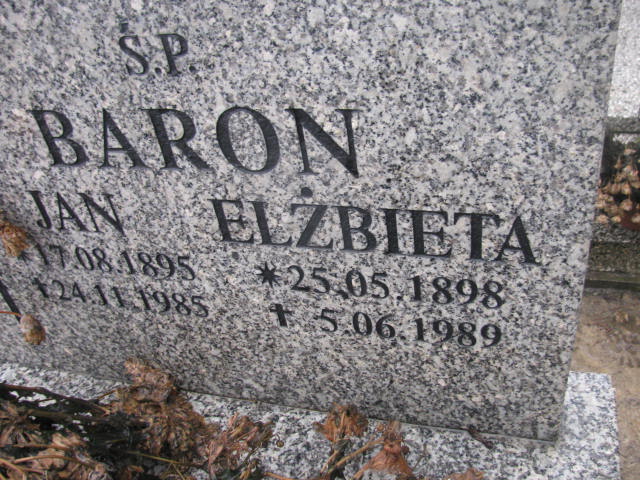 Ś.P.
BARON
JAN ELŻBIETA
17.08.1895 * 25.05.1898
✝24.11.1985 ✝ 5.06.1989